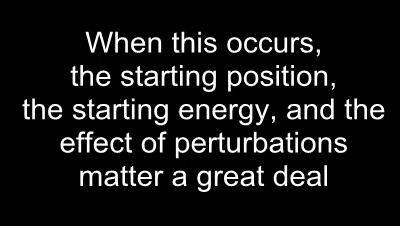 When this occurs,
the starting position,
the starting energy, and the
effect of perturbations
matter a great deal